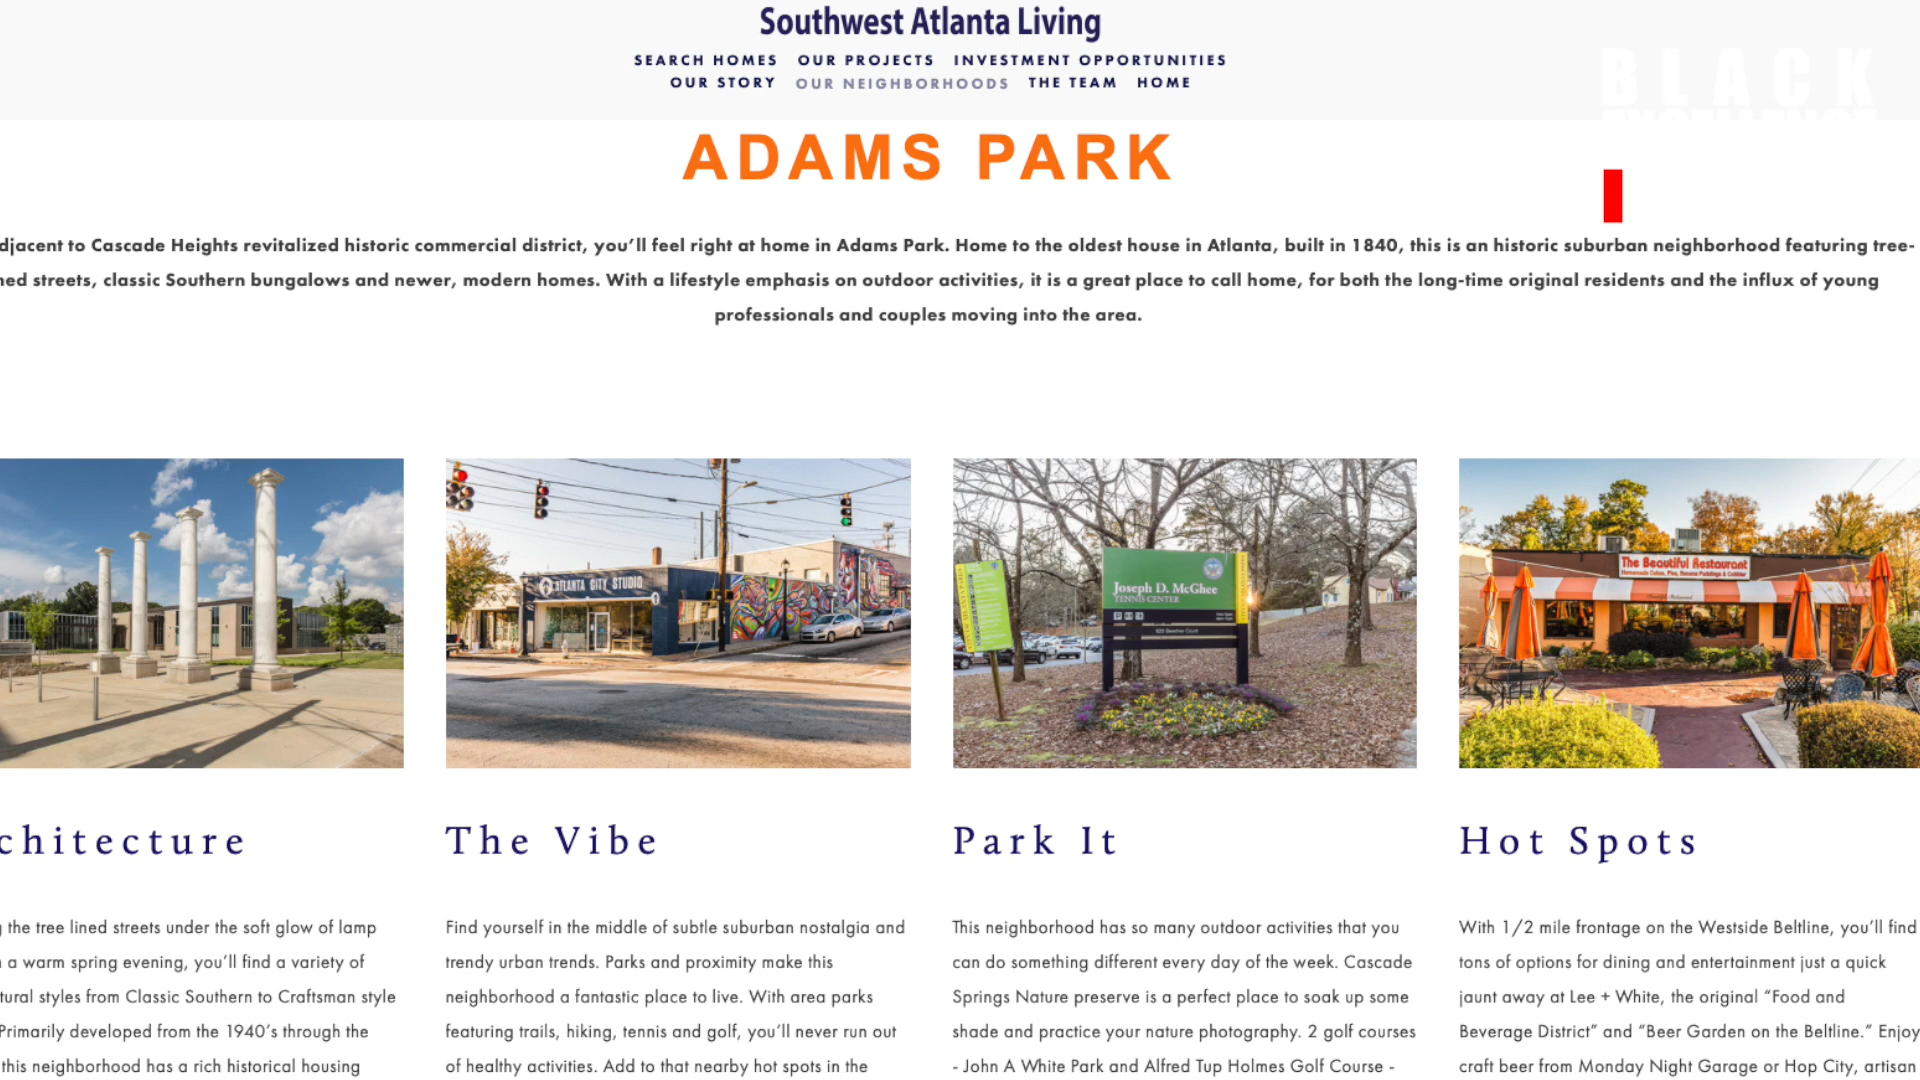 Southwest Atlanta Living
SEARCH HOMES OUR PROJECTS INVESTMENT OPPORTUNITIES
OUR STORY OUR NEIGHBORHOODS THE TEAM HOME
BLACK
ADAMS PARK
djacent to Cascade Heights revitalized historic commercial district, you’ll feel right at home in Adams Park. Home to the oldest house in Atlanta, built in 1840, this is an historic suburban neighborhood featuring tree-
ned streets, classic Southern bungalows and newer, modern homes. With a lifestyle emphasis on outdoor activities, it is a great place to call home, for both the long-time original residents and the influx of young
professionals and couples moving into the area.
ATLANTA CITY STUDIO
Joseph D. McGhee
TENNIS CENTER
The Beautiful Restaurant
chitecture
g the tree lined streets under the soft glow of lamp
a warm spring evening, you’ll find a variety of
tural styles from Classic Southern to Craftsman style
Primarily developed from the 1940’s through the
this neighborhood has a rich historical housing
The Vibe
Find yourself in the middle of subtle suburban nostalgia and
trendy urban trends. Parks and proximity make this
neighborhood a fantastic place to live. With area parks
featuring trails, hiking, tennis and golf, you’ll never run out
of healthy activities. Add to that nearby hot spots in the
Park It
This neighborhood has so many outdoor activities that you
can do something different every day of the week. Cascade
Springs Nature preserve is a perfect place to soak up some
shade and practice your nature photography. 2 golf courses
- John A White Park and Alfred Tup Holmes Golf Course -
Hot Spots
With 1/2 mile frontage on the Westside Beltline, you’ll find
tons of options for dining and entertainment just a quick
jaunt away at Lee + White, the original “Food and
Beverage District” and “Beer Garden on the Beltline.” Enjoy
craft beer from Monday Night Garage or Hop City, artisan